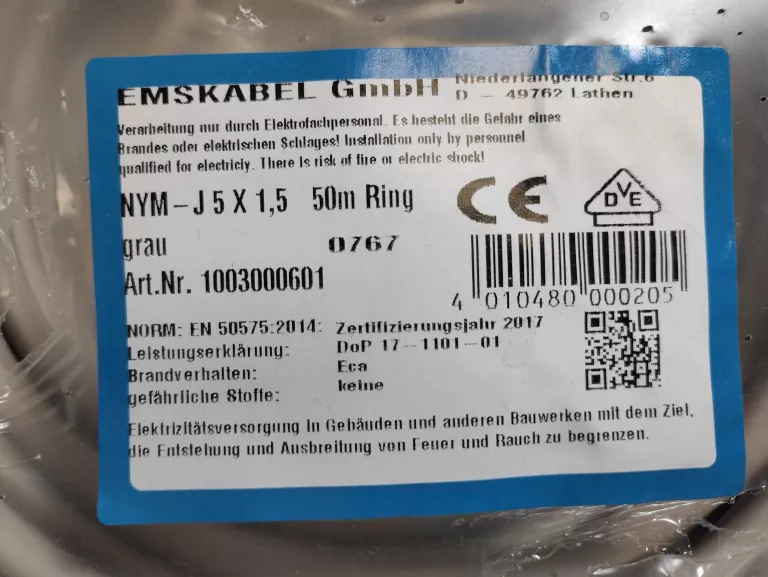 EMSKABEL GmbH
Niederlangener Str.6
D - 49762 Lathen
Verarbeitung nur durch Elektrofachpersonal. Es besteht die Gefahr eines
Brandes oder elektrischen Schlages! Installation only by personnel
qualified for electricly. There is risk of fire or electric shock!
NYM-J 5 X 1,5 50m Ring
CE
DVE
grau 0767
Art.Nr. 1003000601
4 010480 000205
NORM: EN 50575:2014: Zertifizierungsjahr 2017
Leistungserklärung: DoP 17-1101-01
Brandverhalten: Eca
gefährliche Stoffe: keine
Elektrizitätsversorgung In Gebäuden und anderen Bauwerken mit dem Ziel,
die Entstehung und Ausbreitung von Feuer und Rauch zu begrenzen.